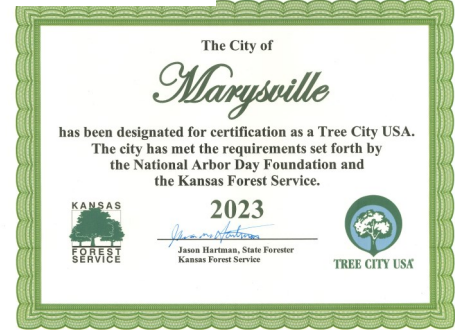 The City of
Marysville
has been designated for certification as a Tree City USA.
The city has met the requirements set forth by
the National Arbor Day Foundation and
the Kansas Forest Service.
2023
KANSAS
FOREST
SERVICE
Jason Hartman
Jason Hartman, State Forester
Kansas Forest Service
TREE CITY USA®